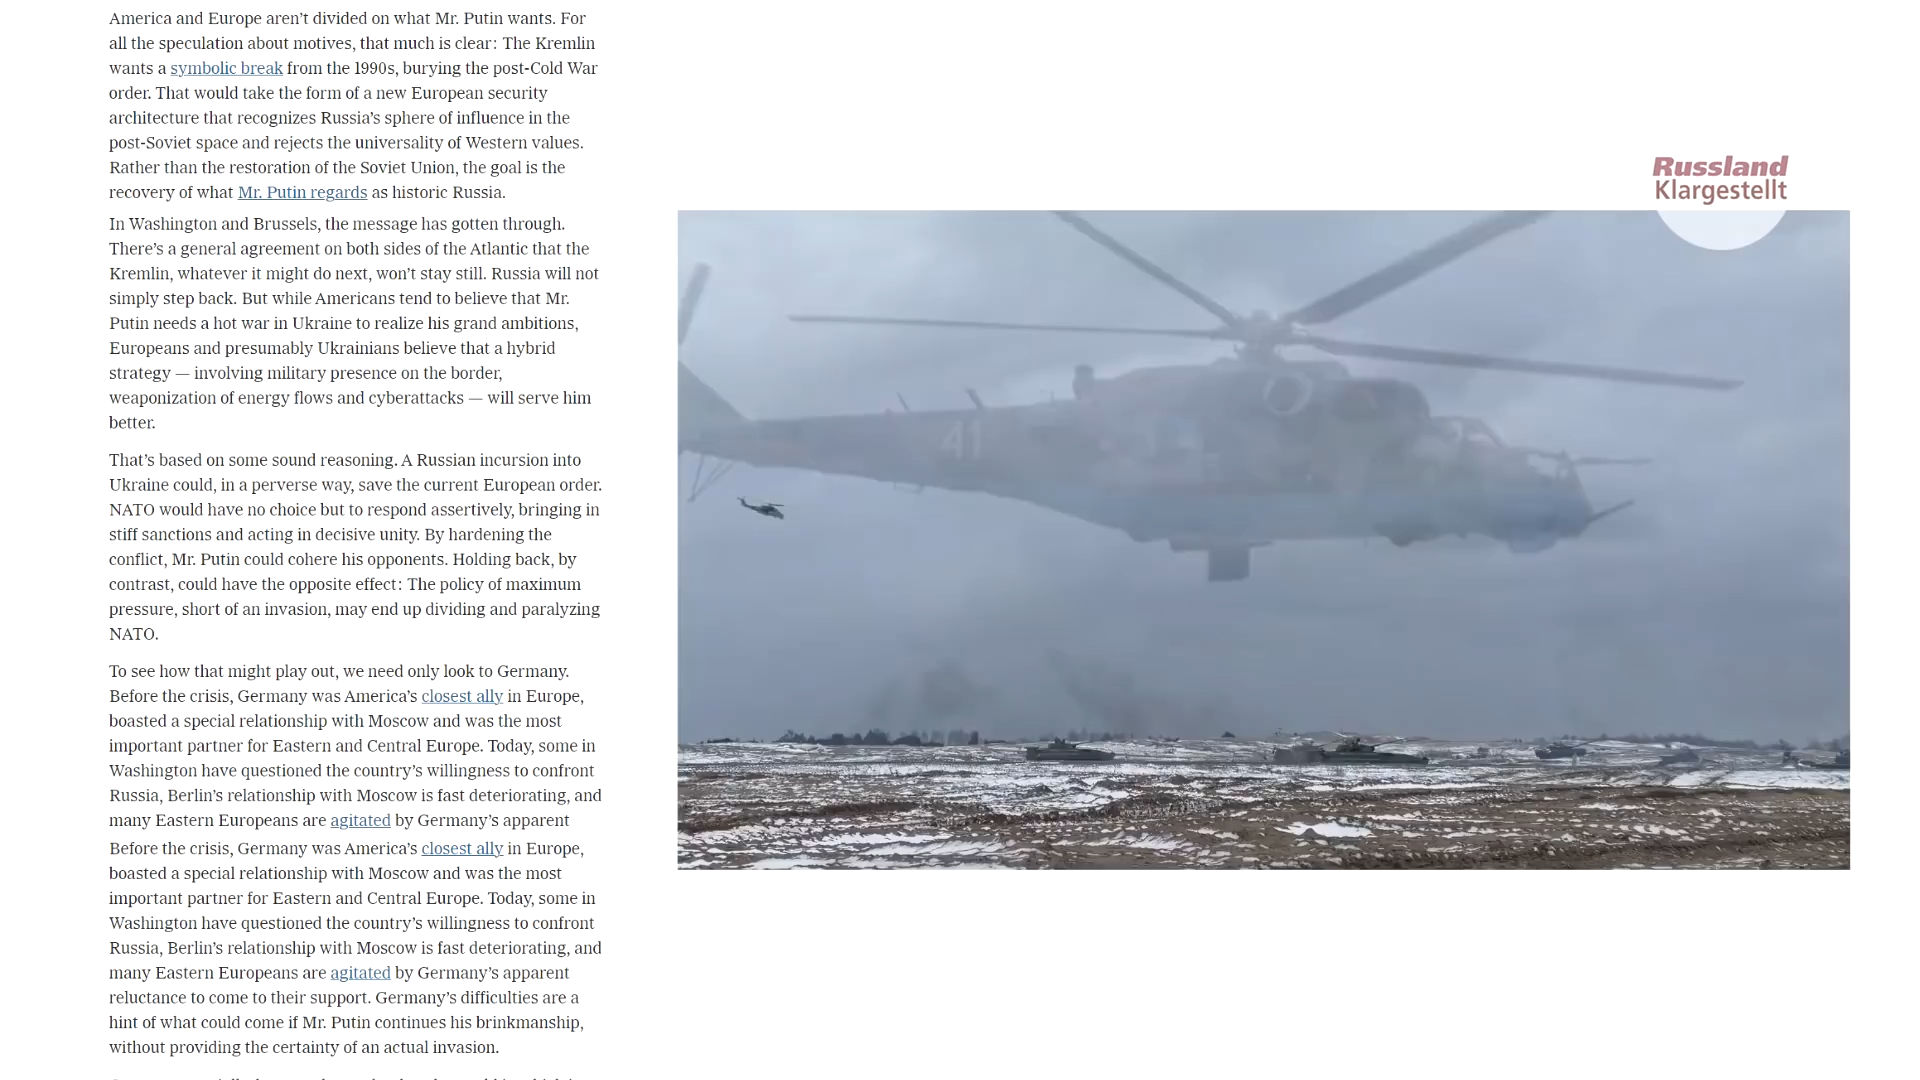 America and Europe aren’t divided on what Mr. Putin wants. For
all the speculation about motives, that much is clear: The Kremlin
wants a symbolic break from the 1990s, burying the post-Cold War
order. That would take the form of a new European security
architecture that recognizes Russia’s sphere of influence in the
post-Soviet space and rejects the universality of Western values.
Rather than the restoration of the Soviet Union, the goal is the
recovery of what Mr. Putin regards as historic Russia.
In Washington and Brussels, the message has gotten through.
There’s a general agreement on both sides of the Atlantic that the
Kremlin, whatever it might do next, won’t stay still. Russia will not
simply step back. But while Americans tend to believe that Mr.
Putin needs a hot war in Ukraine to realize his grand ambitions,
Europeans and presumably Ukrainians believe that a hybrid
strategy — involving military presence on the border,
weaponization of energy flows and cyberattacks — will serve him
better.
That’s based on some sound reasoning. A Russian incursion into
Ukraine could, in a perverse way, save the current European order.
NATO would have no choice but to respond assertively, bringing in
stiff sanctions and acting in decisive unity. By hardening the
conflict, Mr. Putin could cohere his opponents. Holding back, by
contrast, could have the opposite effect: The policy of maximum
pressure, short of an invasion, may end up dividing and paralyzing
NATO.
To see how that might play out, we need only look to Germany.
Before the crisis, Germany was America’s closest ally in Europe,
boasted a special relationship with Moscow and was the most
important partner for Eastern and Central Europe. Today, some in
Washington have questioned the country’s willingness to confront
Russia, Berlin’s relationship with Moscow is fast deteriorating, and
many Eastern Europeans are agitated by Germany’s apparent
Before the crisis, Germany was America’s closest ally in Europe,
boasted a special relationship with Moscow and was the most
important partner for Eastern and Central Europe. Today, some in
Washington have questioned the country’s willingness to confront
Russia, Berlin’s relationship with Moscow is fast deteriorating, and
many Eastern Europeans are agitated by Germany’s apparent
reluctance to come to their support. Germany’s difficulties are a
hint of what could come if Mr. Putin continues his brinkmanship,
without providing the certainty of an actual invasion.
Russland
Klargestellt
41